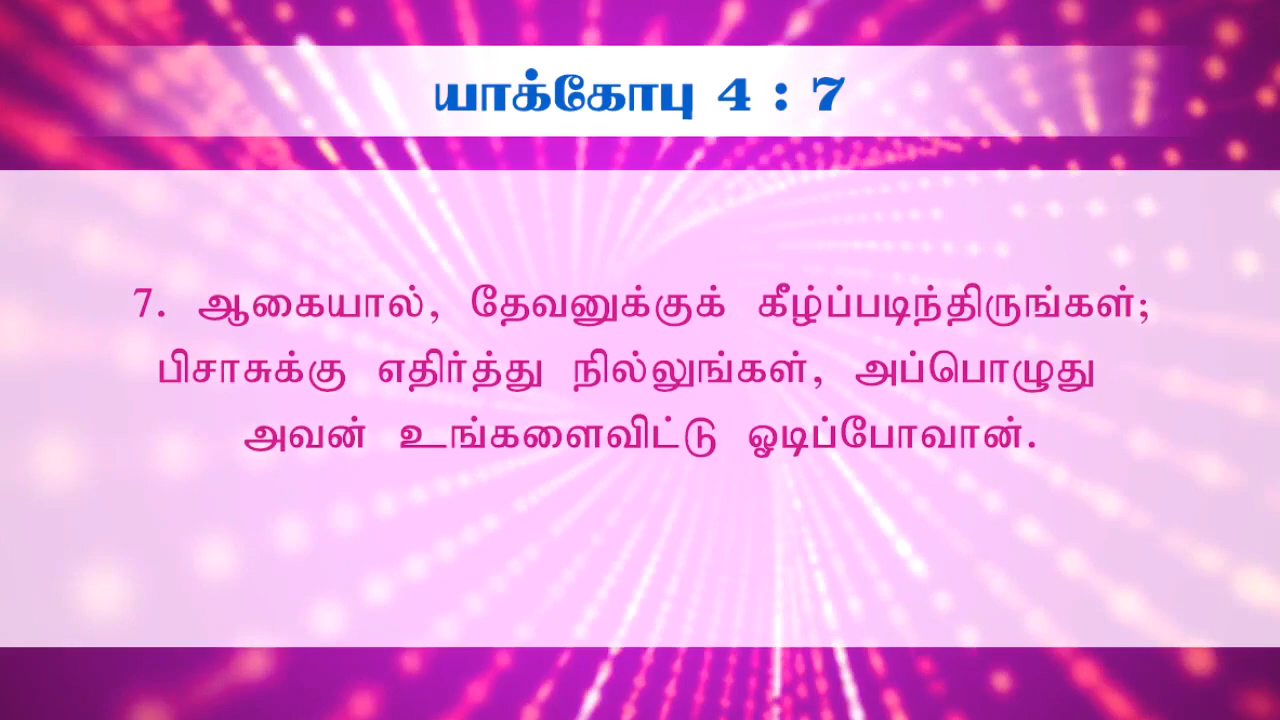 யாக்கோபு 4 : 7
7. ஆகையால், தேவனுக்குக் கீழ்ப்படிந்திருங்கள்;
பிசாசுக்கு எதிர்த்து நில்லுங்கள், அப்பொழுது
அவன் உங்களைவிட்டு ஓடிப்போவான்.